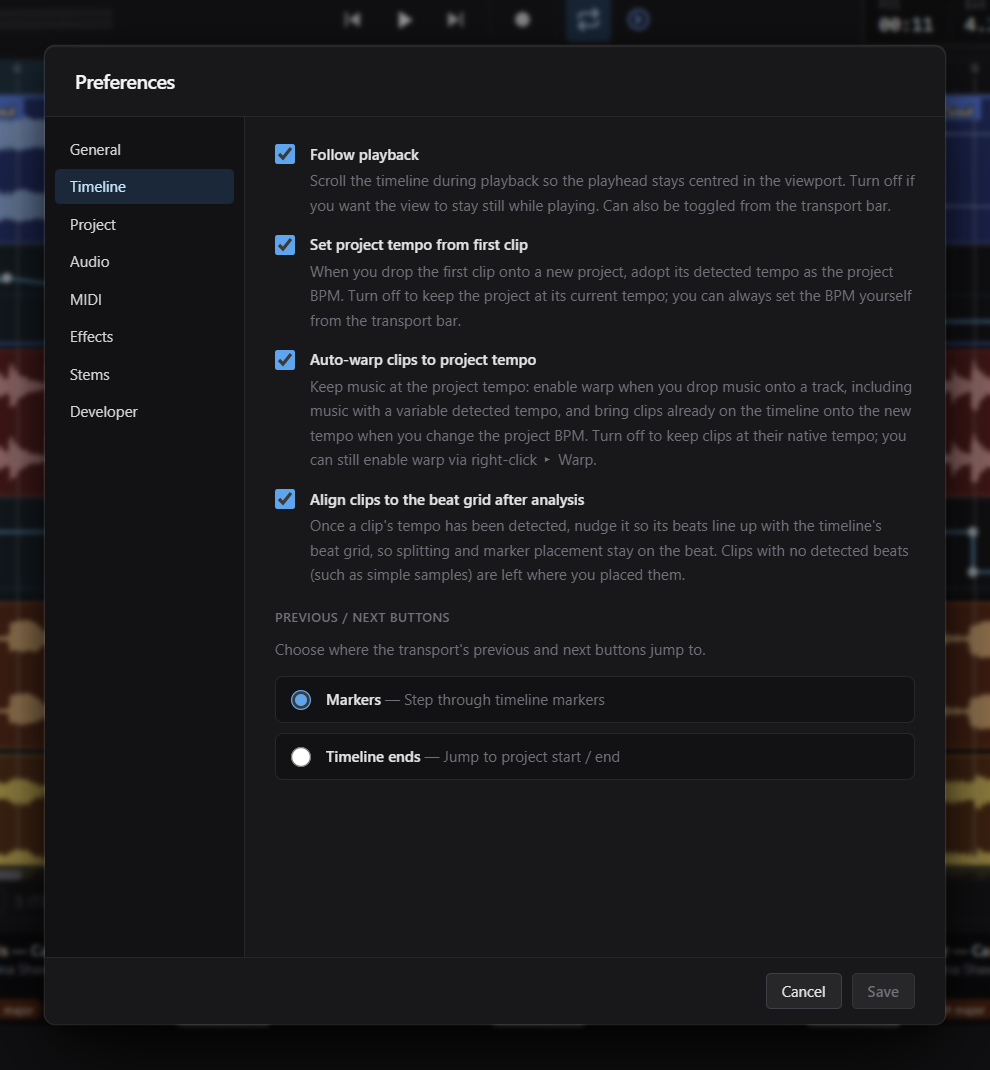 00:11
Preferences
General
Timeline
Project
Audio
MIDI
Effects
Stems
Developer
Follow playback
Scroll the timeline during playback so the playhead stays centred in the viewport. Turn off if
you want the view to stay still while playing. Can also be toggled from the transport bar.
Set project tempo from first clip
When you drop the first clip onto a new project, adopt its detected tempo as the project
BPM. Turn off to keep the project at its current tempo; you can always set the BPM yourself
from the transport bar.
Auto-warp clips to project tempo
Keep music at the project tempo: enable warp when you drop music onto a track, including
music with a variable detected tempo, and bring clips already on the timeline onto the new
tempo when you change the project BPM. Turn off to keep clips at their native tempo; you
can still enable warp via right-click ▸ Warp.
Align clips to the beat grid after analysis
Once a clip's tempo has been detected, nudge it so its beats line up with the timeline's
beat grid, so splitting and marker placement stay on the beat. Clips with no detected beats
(such as simple samples) are left where you placed them.
PREVIOUS / NEXT BUTTONS
Choose where the transport's previous and next buttons jump to.
Markers — Step through timeline markers
Timeline ends — Jump to project start / end
Cancel
Save